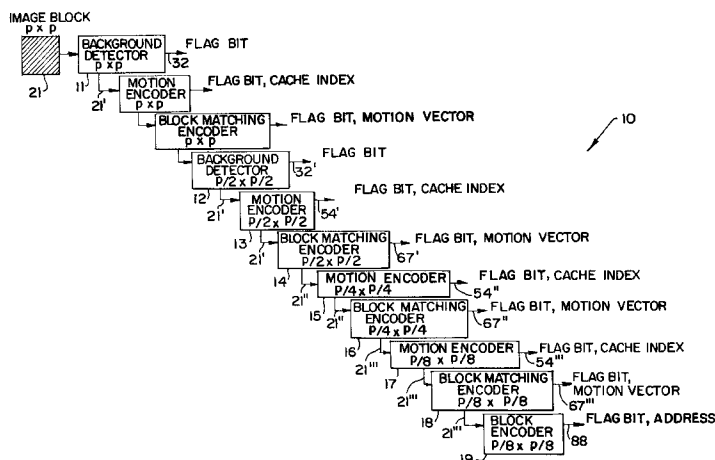 IMAGE BLOCK
p x p
21
BACKGROUND
DETECTOR
p x p
FLAG BIT
32
11
21'
MOTION
ENCODER
p x p
FLAG BIT, CACHE INDEX
BLOCK MATCHING
ENCODER
p x p
FLAG BIT, MOTION VECTOR
10
BACKGROUND
DETECTOR
P/2 x P/2
FLAG BIT
32'
12
21'
MOTION
ENCODER
P/2 x P/2
FLAG BIT, CACHE INDEX
54'
13
21'
BLOCK MATCHING
ENCODER
P/2 x P/2
FLAG BIT, MOTION VECTOR
67'
14
21"
MOTION ENCODER
P/4 x P/4
FLAG BIT, CACHE INDEX
54"
15
21"
BLOCK MATCHING
ENCODER
P/4 x P/4
FLAG BIT, MOTION VECTOR
67"
16
21'''
MOTION ENCODER
P/8 x P/8
FLAG BIT, CACHE INDEX
54'''
17
21'''
BLOCK MATCHING
ENCODER
P/8 x P/8
FLAG BIT,
MOTION VECTOR
67'''
18
21'''
BLOCK
ENCODER
P/8 x P/8
FLAG BIT, ADDRESS
88
19